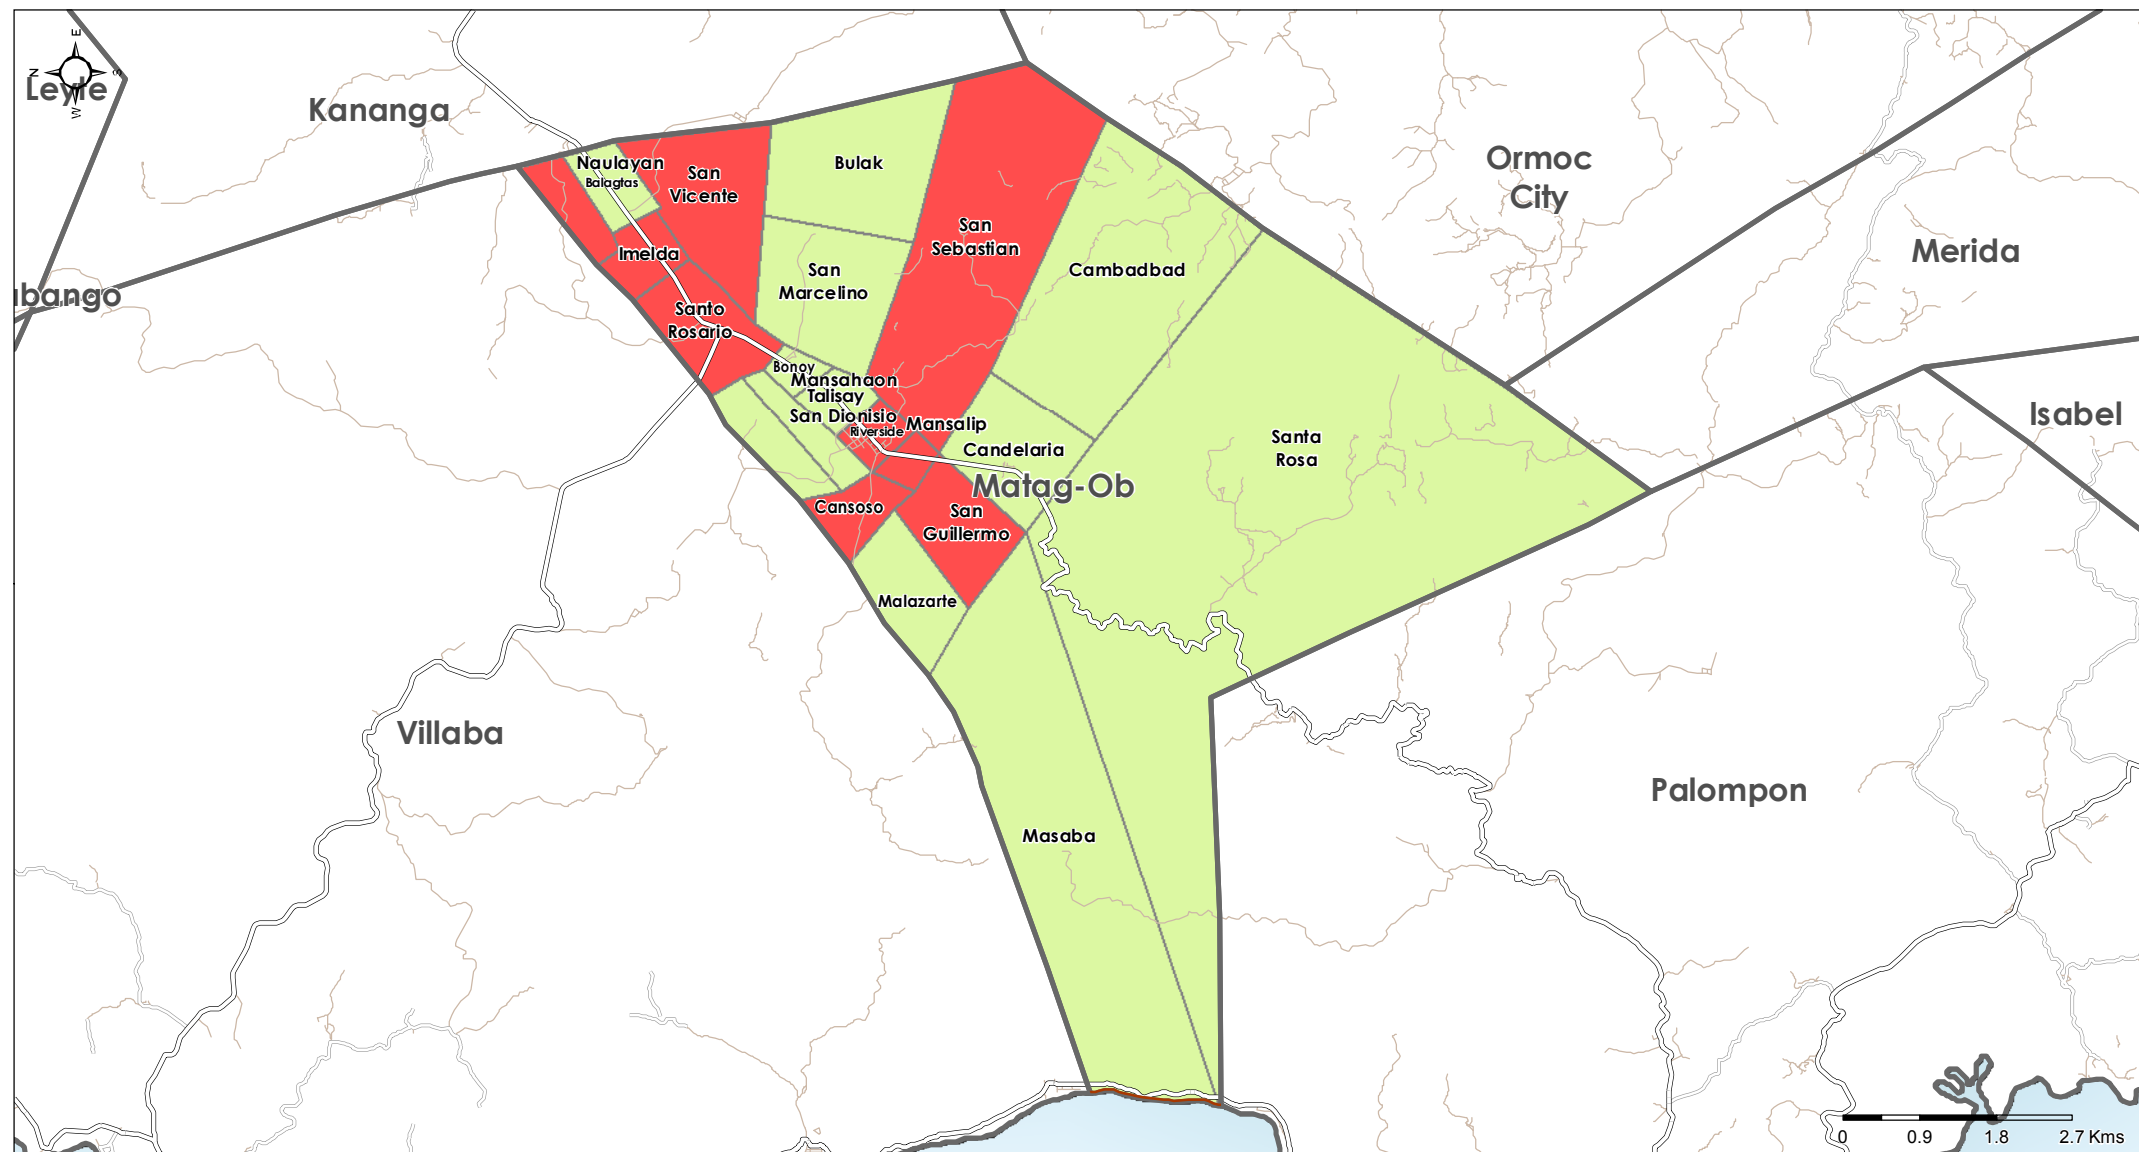 E
N
S
W
Leyte
Kananga
Ormoc
City
Merida
Isabel
abango
Naulayan
Balagtas
San
Vicente
Bulak
San
Sebastian
Imelda
San
Marcelino
Cambadbad
Santo
Rosario
Bonoy
Mansahaon
Talisay
San Dionisio
Riverside
Mansalip
Candelaria
Santa
Rosa
Matag-Ob
Cansoso
San
Guillermo
Malazarte
Villaba
Palompon
Masaba
0 0.9 1.8 2.7 Kms